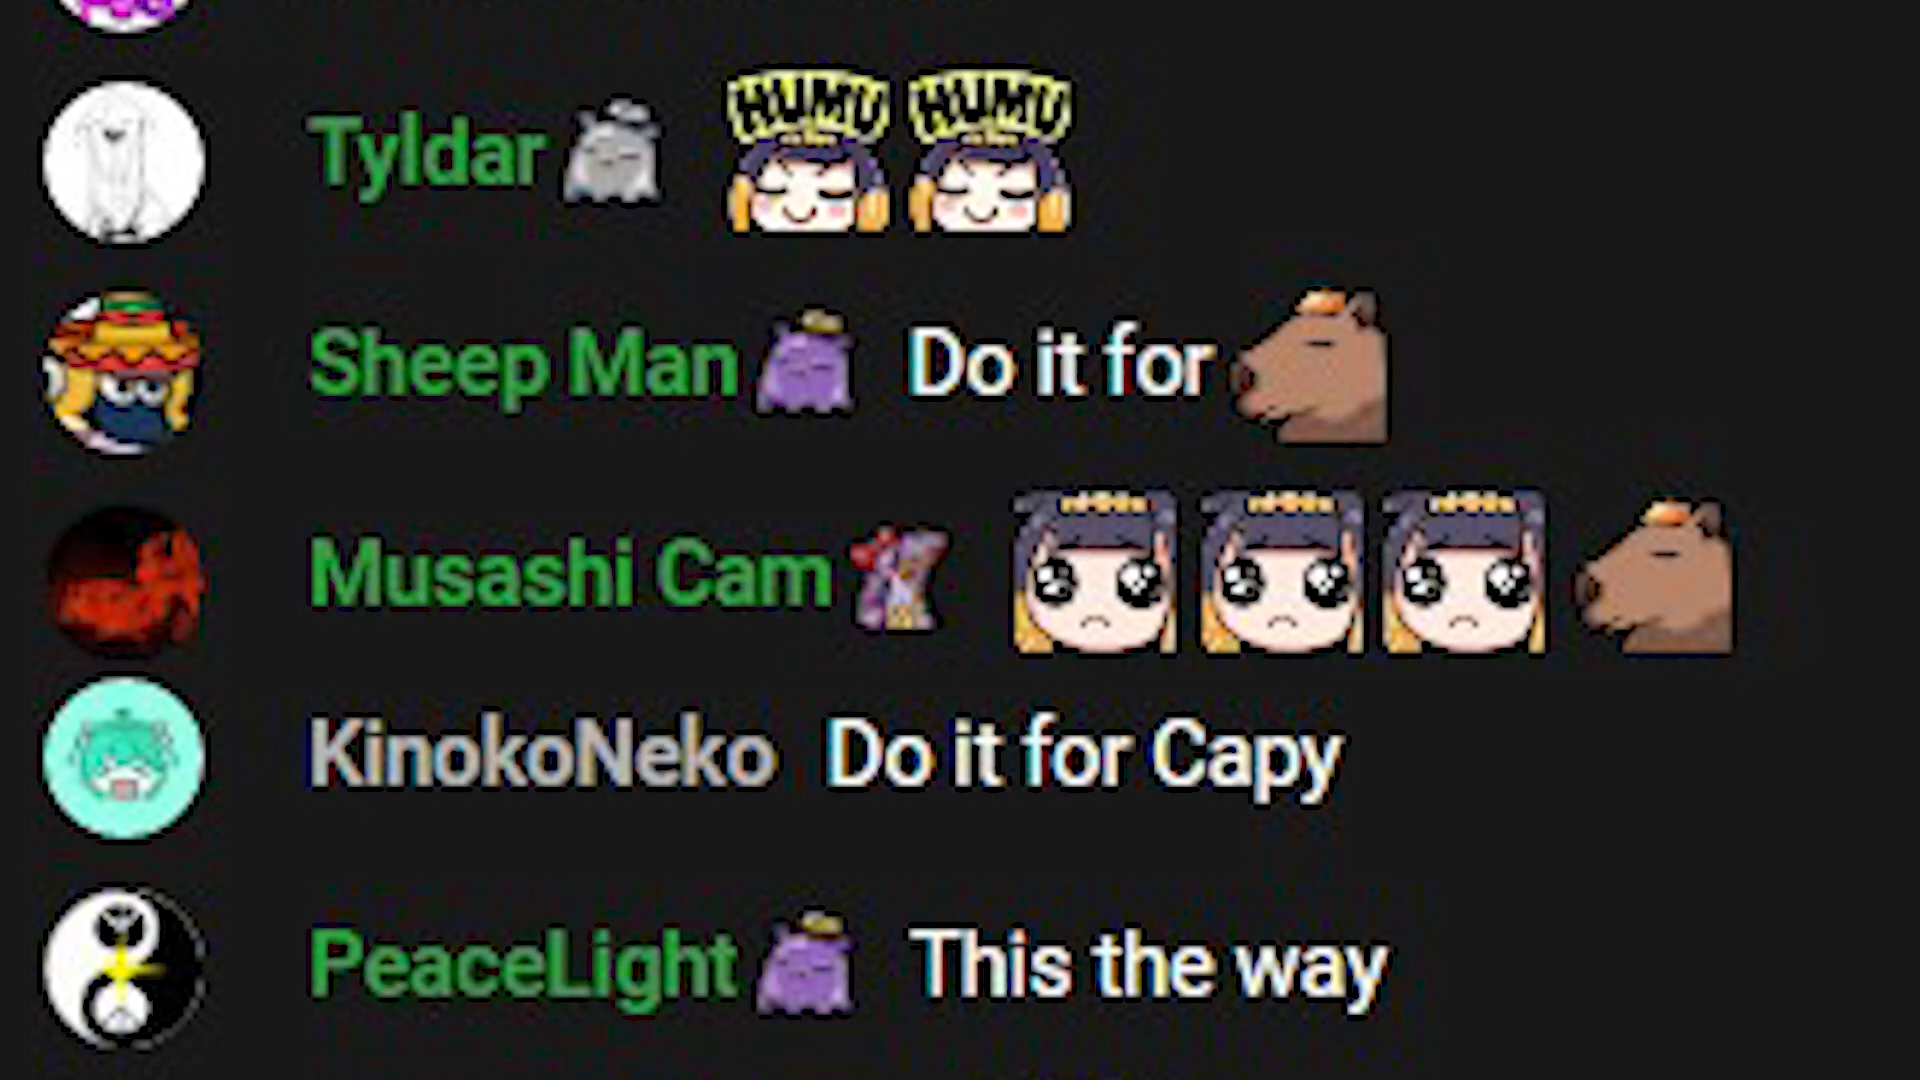 Tyldar HUMU HUMU
Sheep Man Do it for
Musashi Cam
KinokoNeko Do it for Capy
PeaceLight This the way